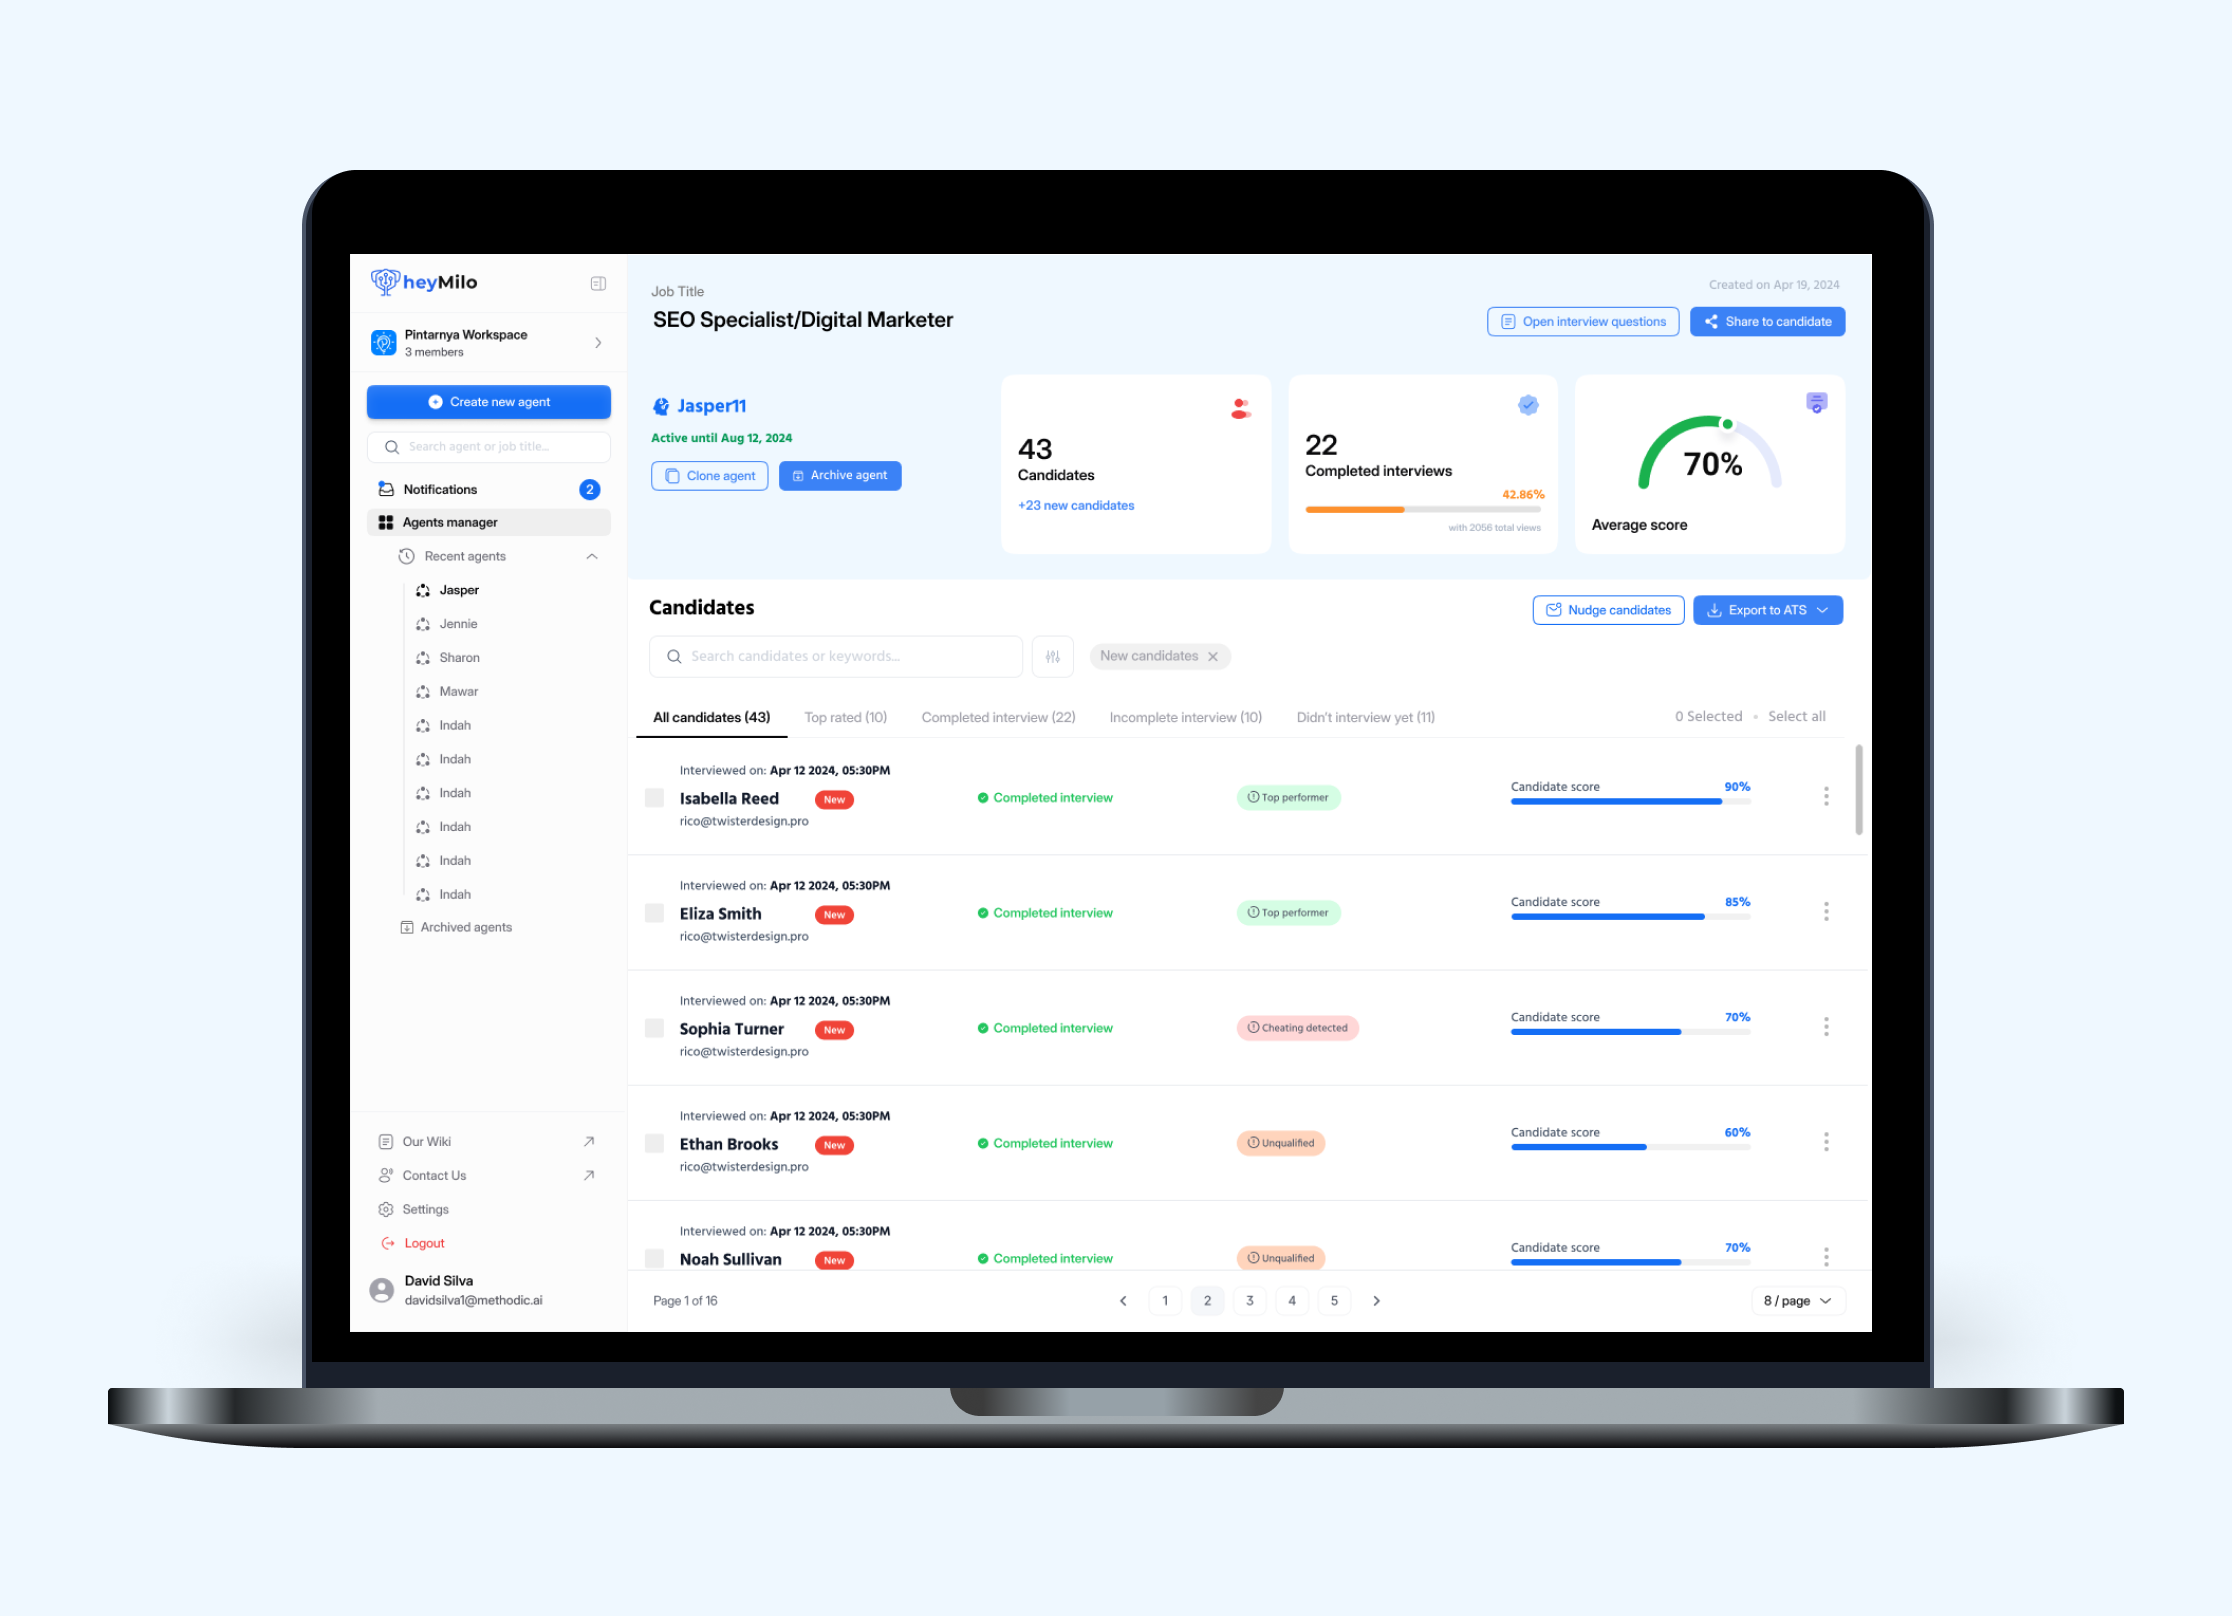 heyMilo
Pintarnya Workspace
3 members
Create new agent
Search agent or job title...
Notifications
2
Agents manager
Recent agents
Jasper
Jennie
Sharon
Mawar
Indah
Indah
Indah
Indah
Indah
Indah
Archived agents
Our Wiki
Contact Us
Settings
Logout
David Silva
davidsilva1@methodic.ai
Job Title
SEO Specialist/Digital Marketer
Created on Apr 19, 2024
Open interview questions
Share to candidate
Jasper11
Active until Aug 12, 2024
Clone agent
Archive agent
43
Candidates
+23 new candidates
22
Completed interviews
42.86%
with 2056 total views
70%
Average score
Candidates
Nudge candidates
Export to ATS
Search candidates or keywords...
New candidates
All candidates (43)
Top rated (10)
Completed interview (22)
Incomplete interview (10)
Didn't interview yet (11)
0 Selected
Select all
Interviewed on: Apr 12 2024, 05:30PM
Isabella Reed
New
rico@twisterdesign.pro
Completed interview
Top performer
Candidate score
90%
Interviewed on: Apr 12 2024, 05:30PM
Eliza Smith
New
rico@twisterdesign.pro
Completed interview
Top performer
Candidate score
85%
Interviewed on: Apr 12 2024, 05:30PM
Sophia Turner
New
rico@twisterdesign.pro
Completed interview
Cheating detected
Candidate score
70%
Interviewed on: Apr 12 2024, 05:30PM
Ethan Brooks
New
rico@twisterdesign.pro
Completed interview
Unqualified
Candidate score
60%
Interviewed on: Apr 12 2024, 05:30PM
Noah Sullivan
New
Completed interview
Unqualified
Candidate score
70%
Page 1 of 16
1
2
3
4
5
8 / page